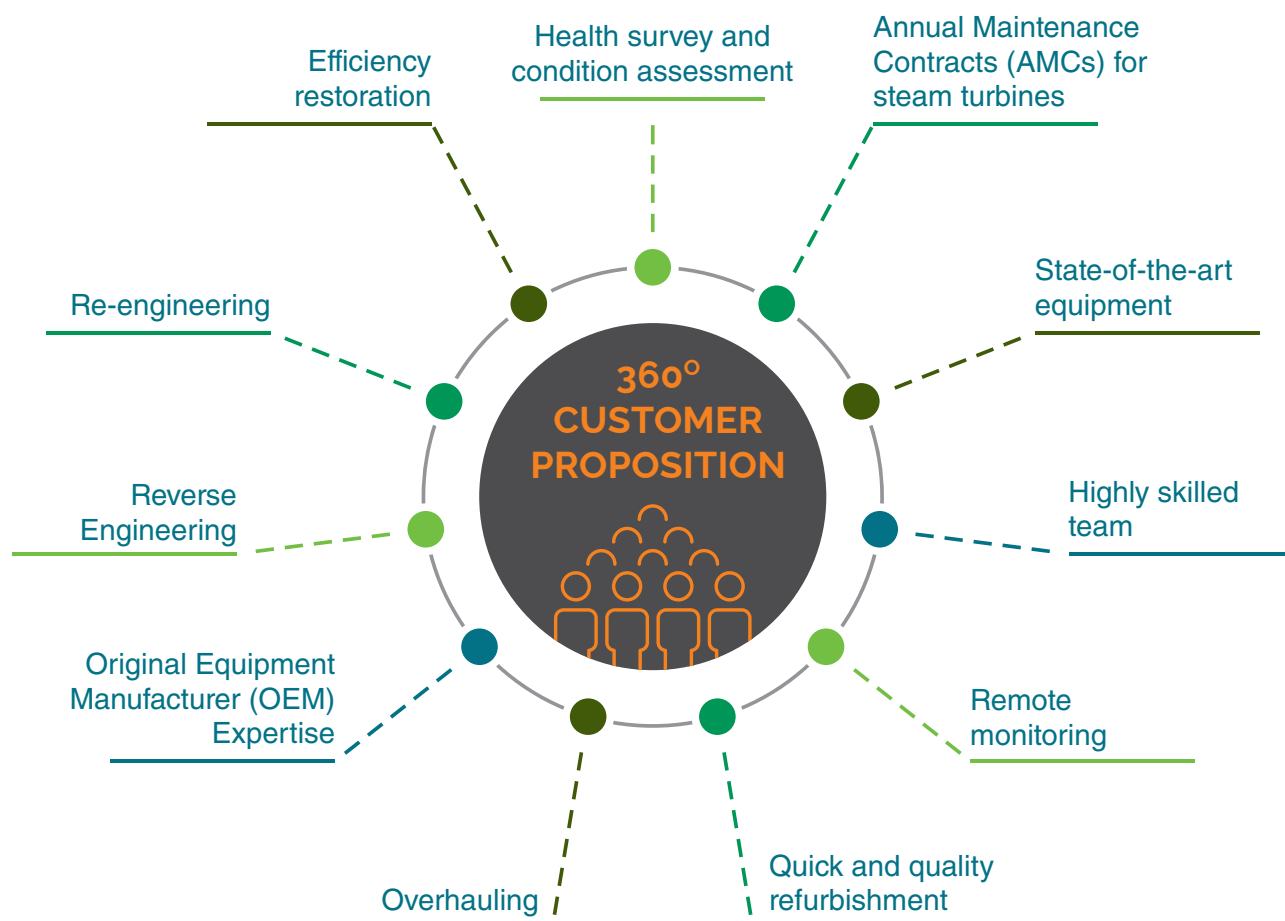 Health survey and
condition assessment
Annual Maintenance
Contracts (AMCs) for
steam turbines
State-of-the-art
equipment
Highly skilled
team
Remote
monitoring
Quick and quality
refurbishment
Overhauling
Original Equipment
Manufacturer (OEM)
Expertise
Reverse
Engineering
Re-engineering
Efficiency
restoration
360°
CUSTOMER
PROPOSITION